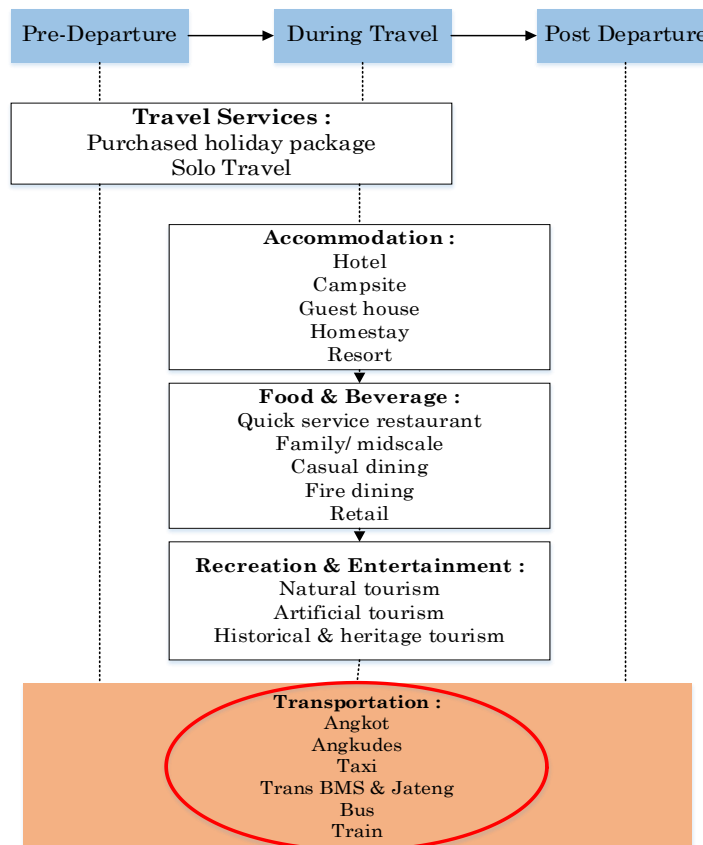 Pre-Departure
During Travel
Post Departure
Travel Services :
Purchased holiday package
Solo Travel
Accommodation :
Hotel
Campsite
Guest house
Homestay
Resort
Food & Beverage :
Quick service restaurant
Family/ midscale
Casual dining
Fire dining
Retail
Recreation & Entertainment :
Natural tourism
Artificial tourism
Historical & heritage tourism
Transportation :
Angkot
Angkudes
Taxi
Trans BMS & Jateng
Bus
Train